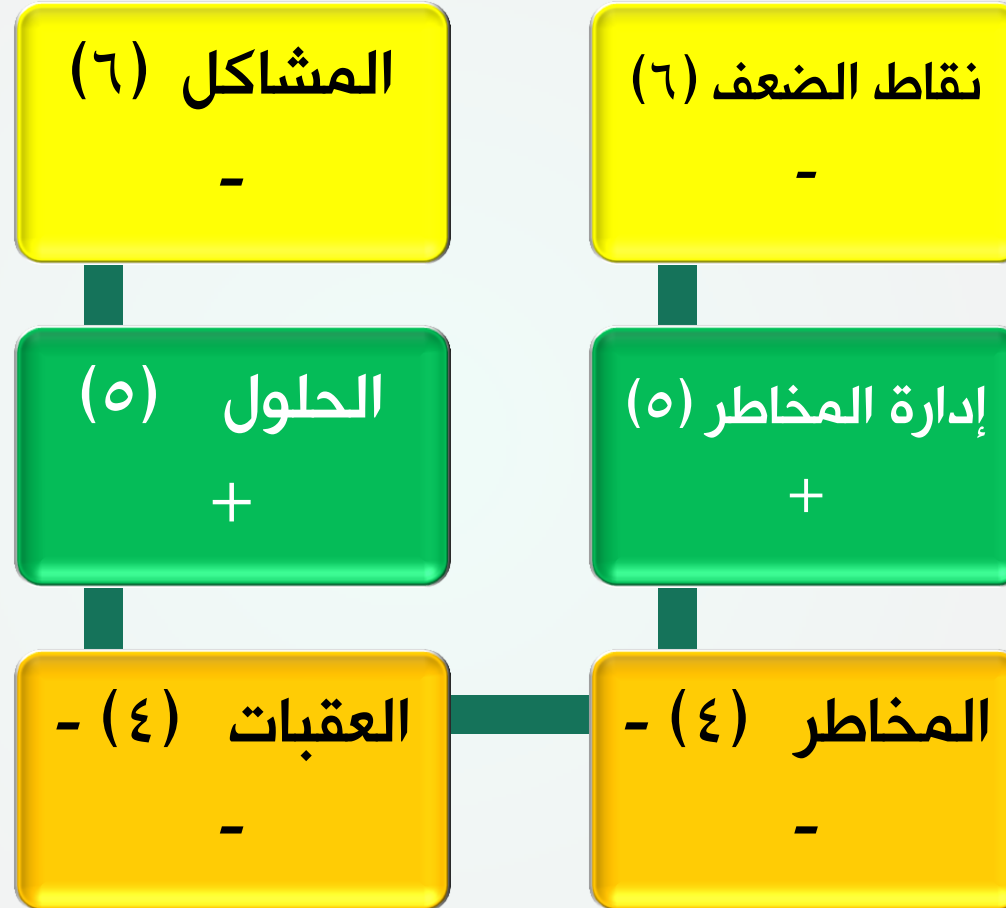 نقاط الضعف (٦)
-
المشاكل (٦)
-
إدارة المخاطر (٥)
+
الحلول (٥)
+
المخاطر (٤) -
-
العقبات (٤) -
-